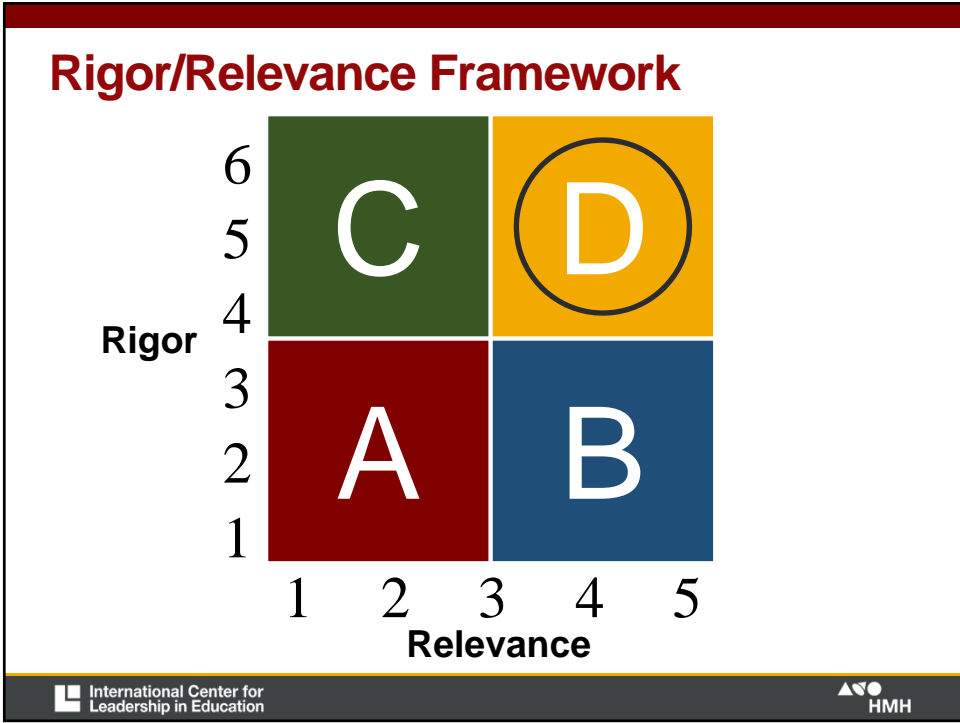 Rigor/Relevance Framework
6
5
4
Rigor
3
2
1
C
D
A
B
1 2 3 4 5
Relevance
International Center for
Leadership in Education
HMH